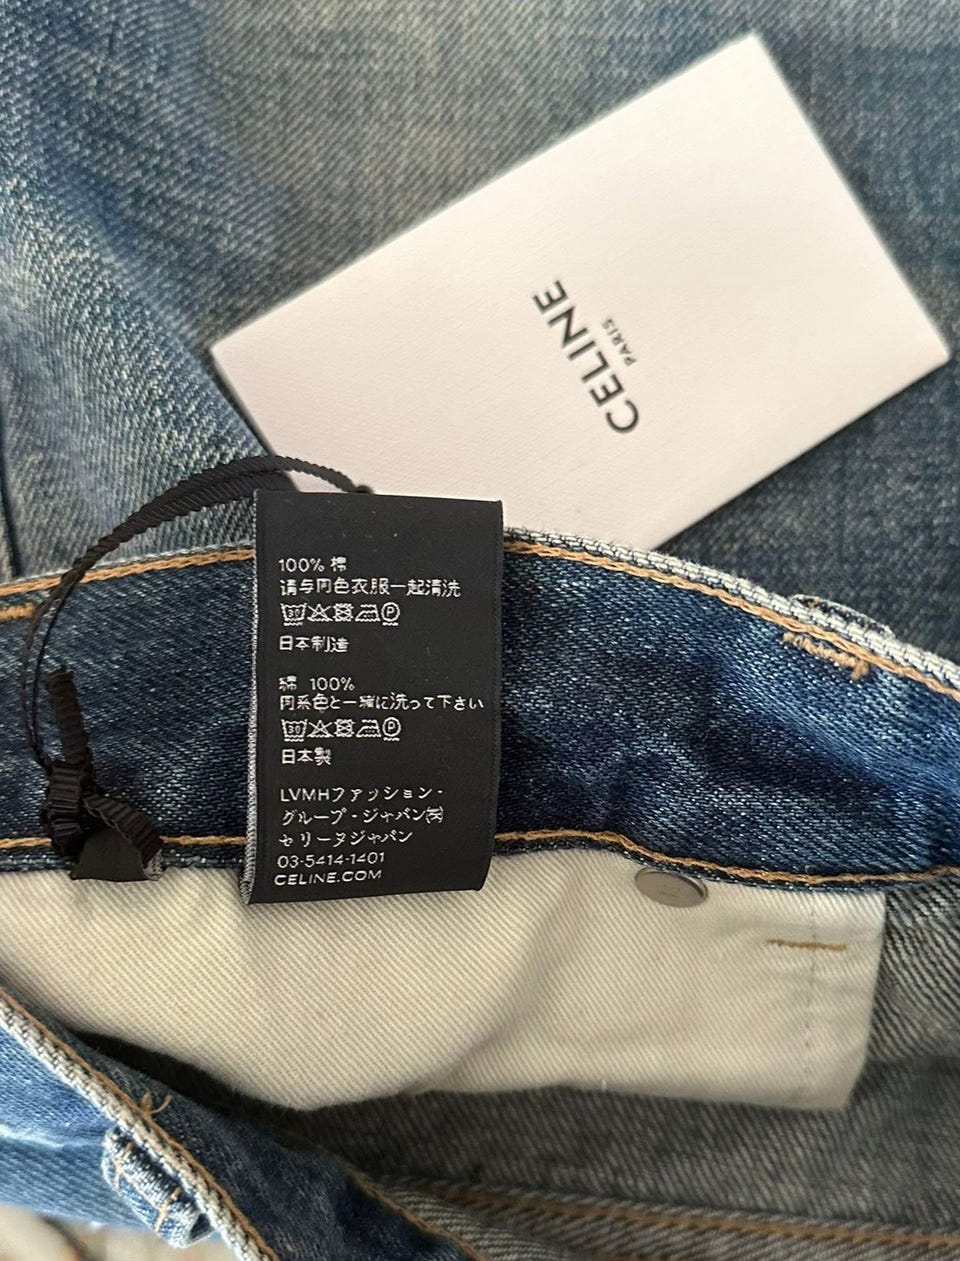 CELINE
PARIS
100% 棉
请与同色衣服一起清洗
30 P
日本制造
綿 100%
同系色と一緒に洗って下さい
30 P
日本製
LVMHファッション・
グループ・ジャパン㈱
セリーヌジャパン
03-5414-1401
CELINE.COM